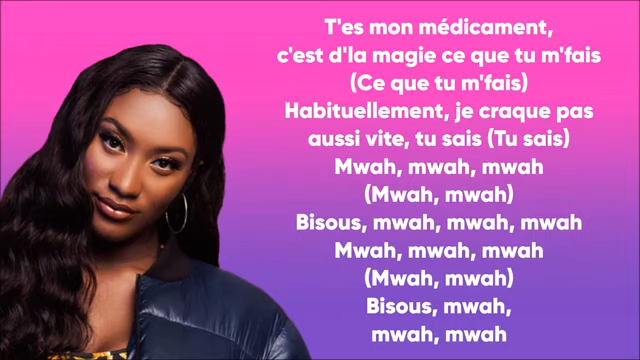 T'es mon médicament,
c'est d'la magie ce que tu m'fais
(Ce que tu m'fais)
Habituellement, je craque pas
aussi vite, tu sais (Tu sais)
Mwah, mwah, mwah
(Mwah, mwah)
Bisous, mwah, mwah, mwah
Mwah, mwah, mwah
(Mwah, mwah)
Bisous, mwah,
mwah, mwah